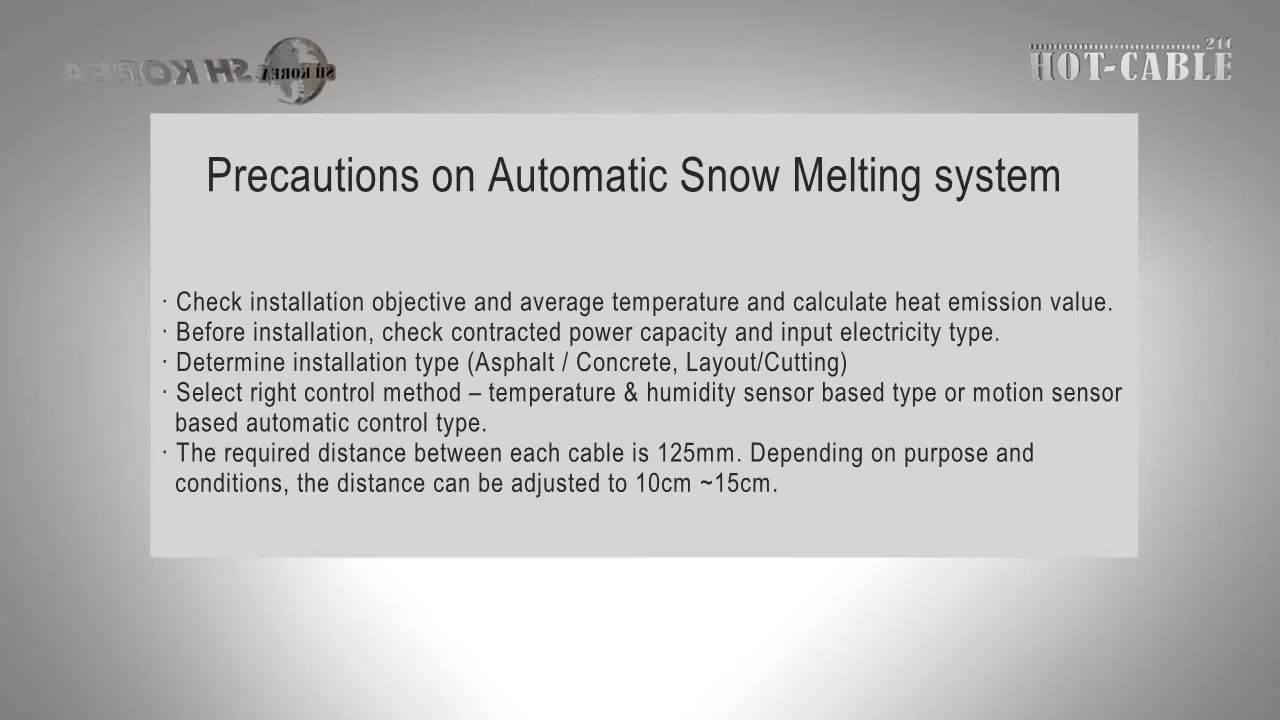 SH KOREA
SH KOREA
HOT-CABLE
Precautions on Automatic Snow Melting system
· Check installation objective and average temperature and calculate heat emission value.
· Before installation, check contracted power capacity and input electricity type.
· Determine installation type (Asphalt / Concrete, Layout/Cutting)
· Select right control method – temperature & humidity sensor based type or motion sensor
based automatic control type.
· The required distance between each cable is 125mm. Depending on purpose and
conditions, the distance can be adjusted to 10cm ~15cm.